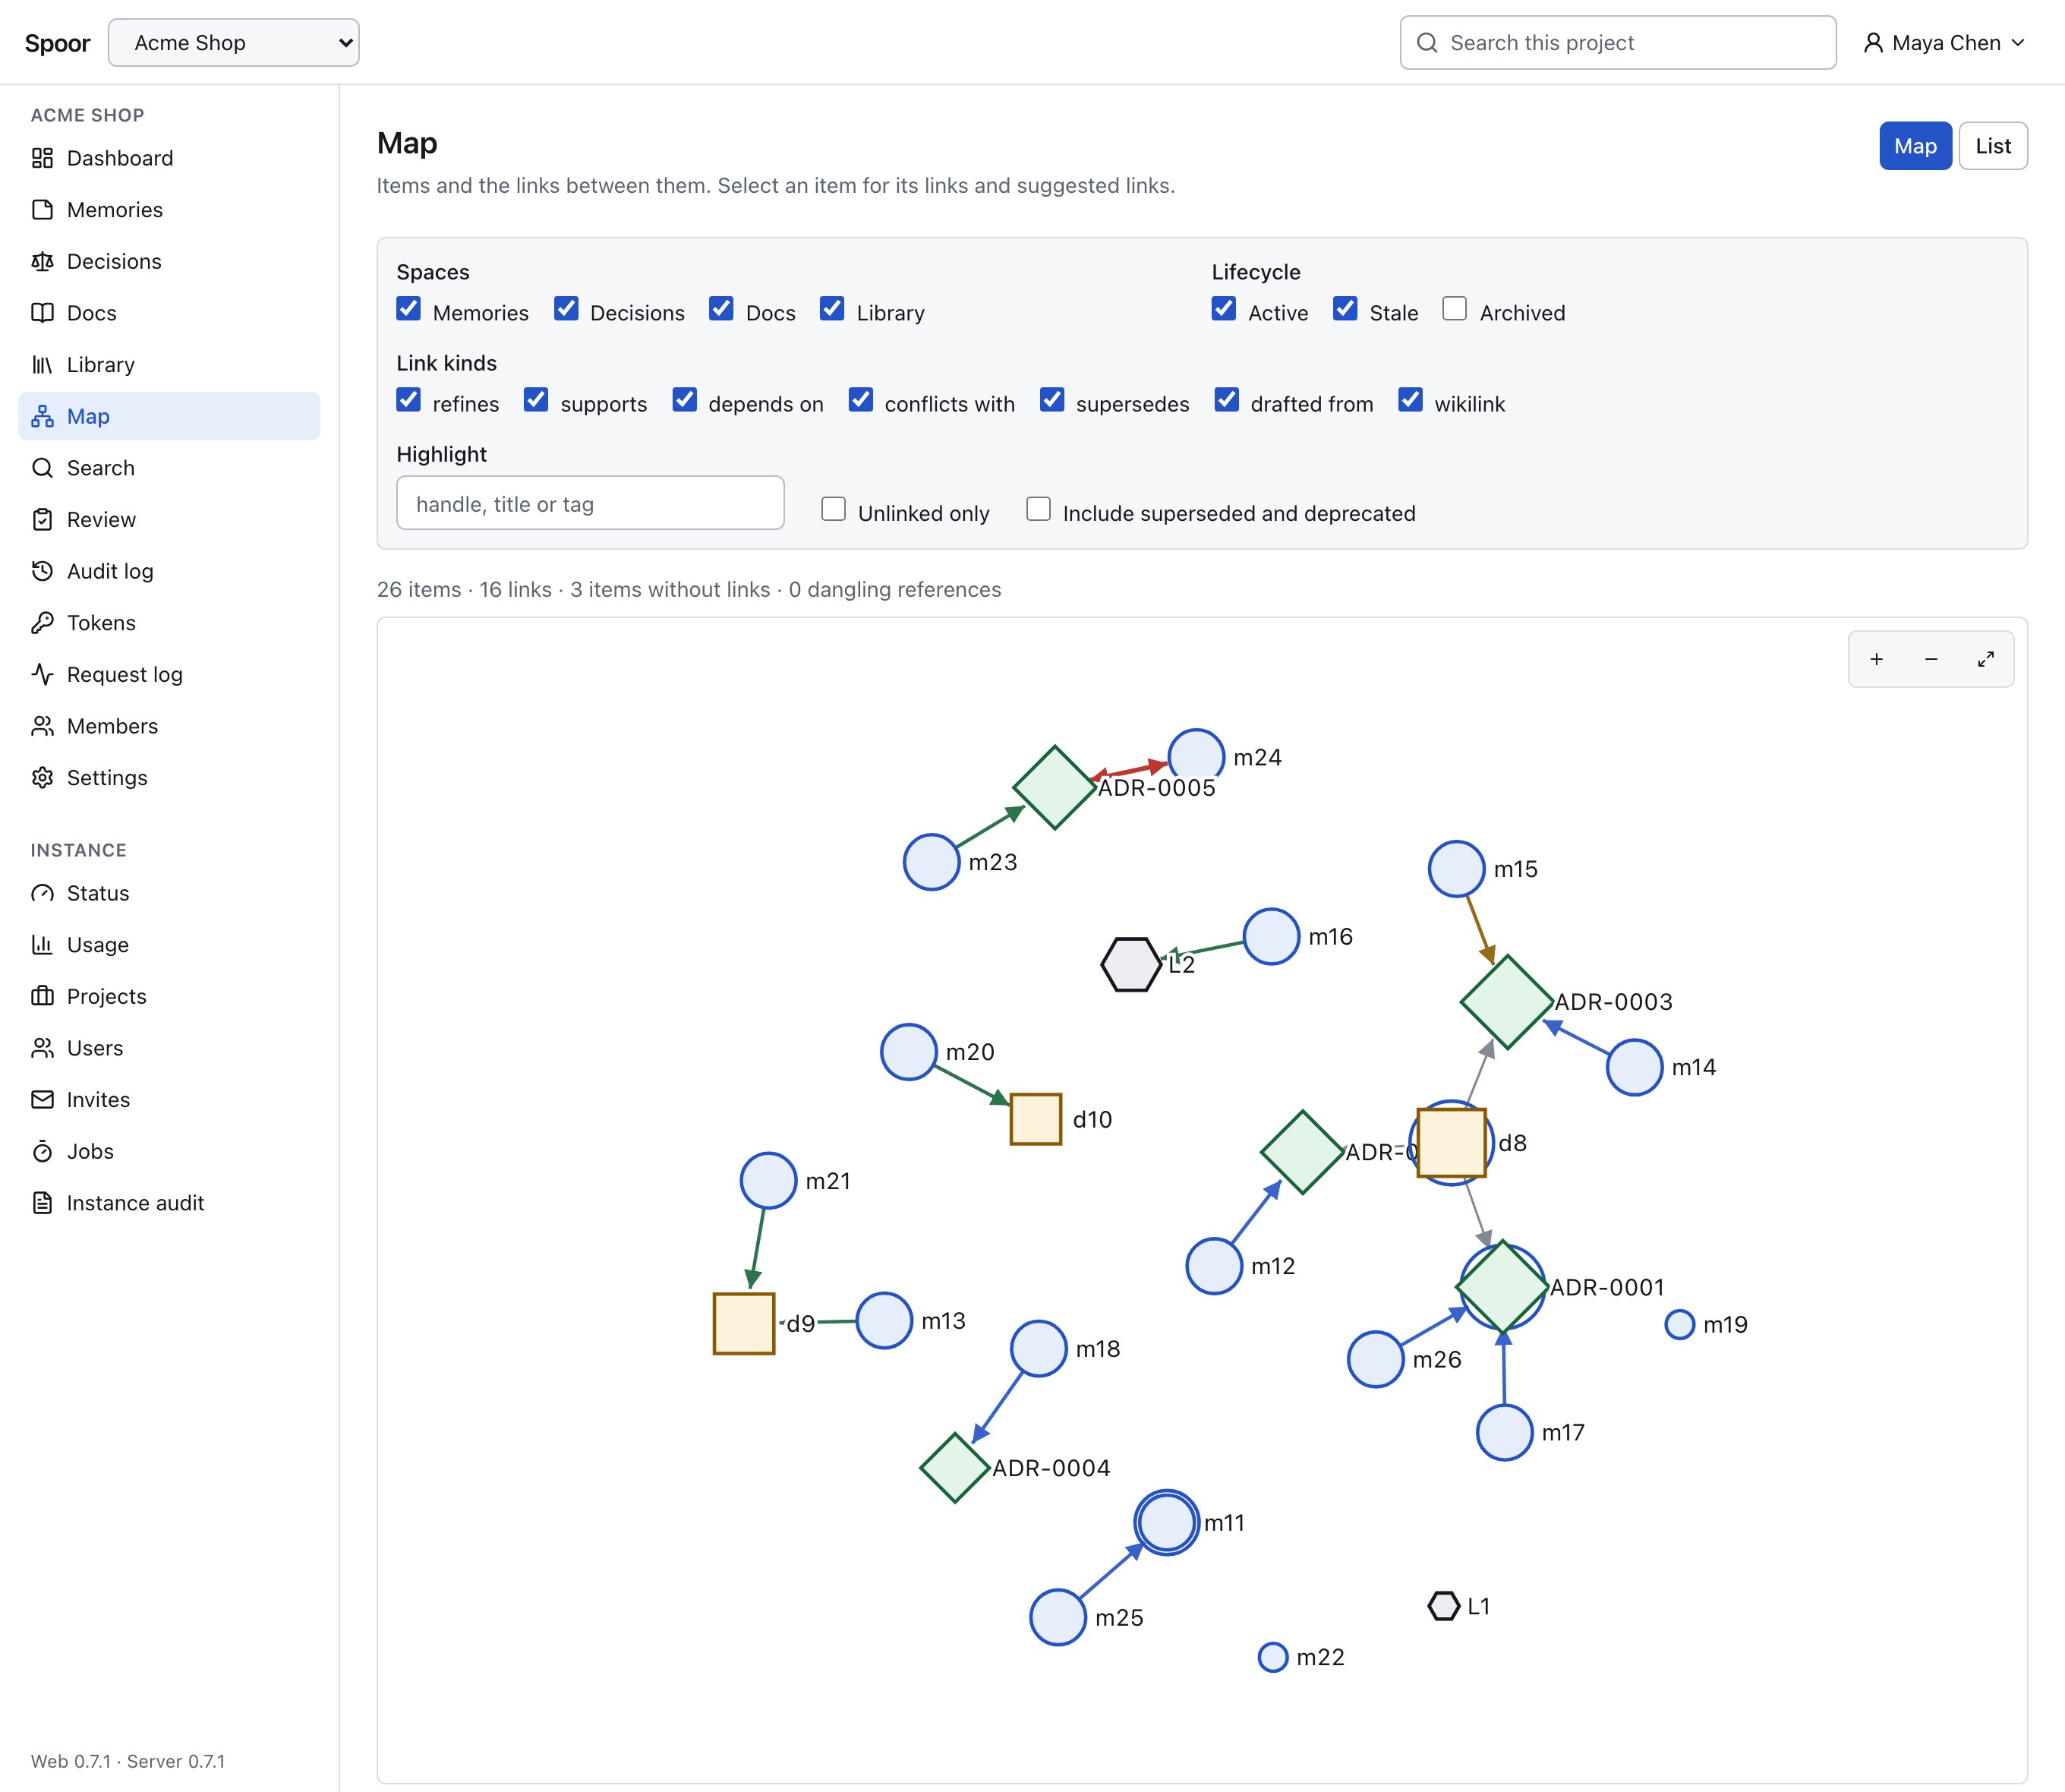 Spoor
Acme Shop
Search this project
Maya Chen
ACME SHOP
Dashboard
Memories
Decisions
Docs
Library
Map
Search
Review
Audit log
Tokens
Request log
Members
Settings
INSTANCE
Status
Usage
Projects
Users
Invites
Jobs
Instance audit
Web 0.7.1 · Server 0.7.1
Map
Map
List
Items and the links between them. Select an item for its links and suggested links.
Spaces
Memories
Decisions
Docs
Library
Lifecycle
Active
Stale
Archived
Link kinds
refines
supports
depends on
conflicts with
supersedes
drafted from
wikilink
Highlight
handle, title or tag
Unlinked only
Include superseded and deprecated
26 items · 16 links · 3 items without links · 0 dangling references
+
−
m24
ADR-0005
m23
m15
m16
L2
ADR-0003
m20
m14
d10
d8
ADR-0
m21
m12
ADR-0001
d9
m13
m19
m18
m26
m17
ADR-0004
m11
L1
m25
m22